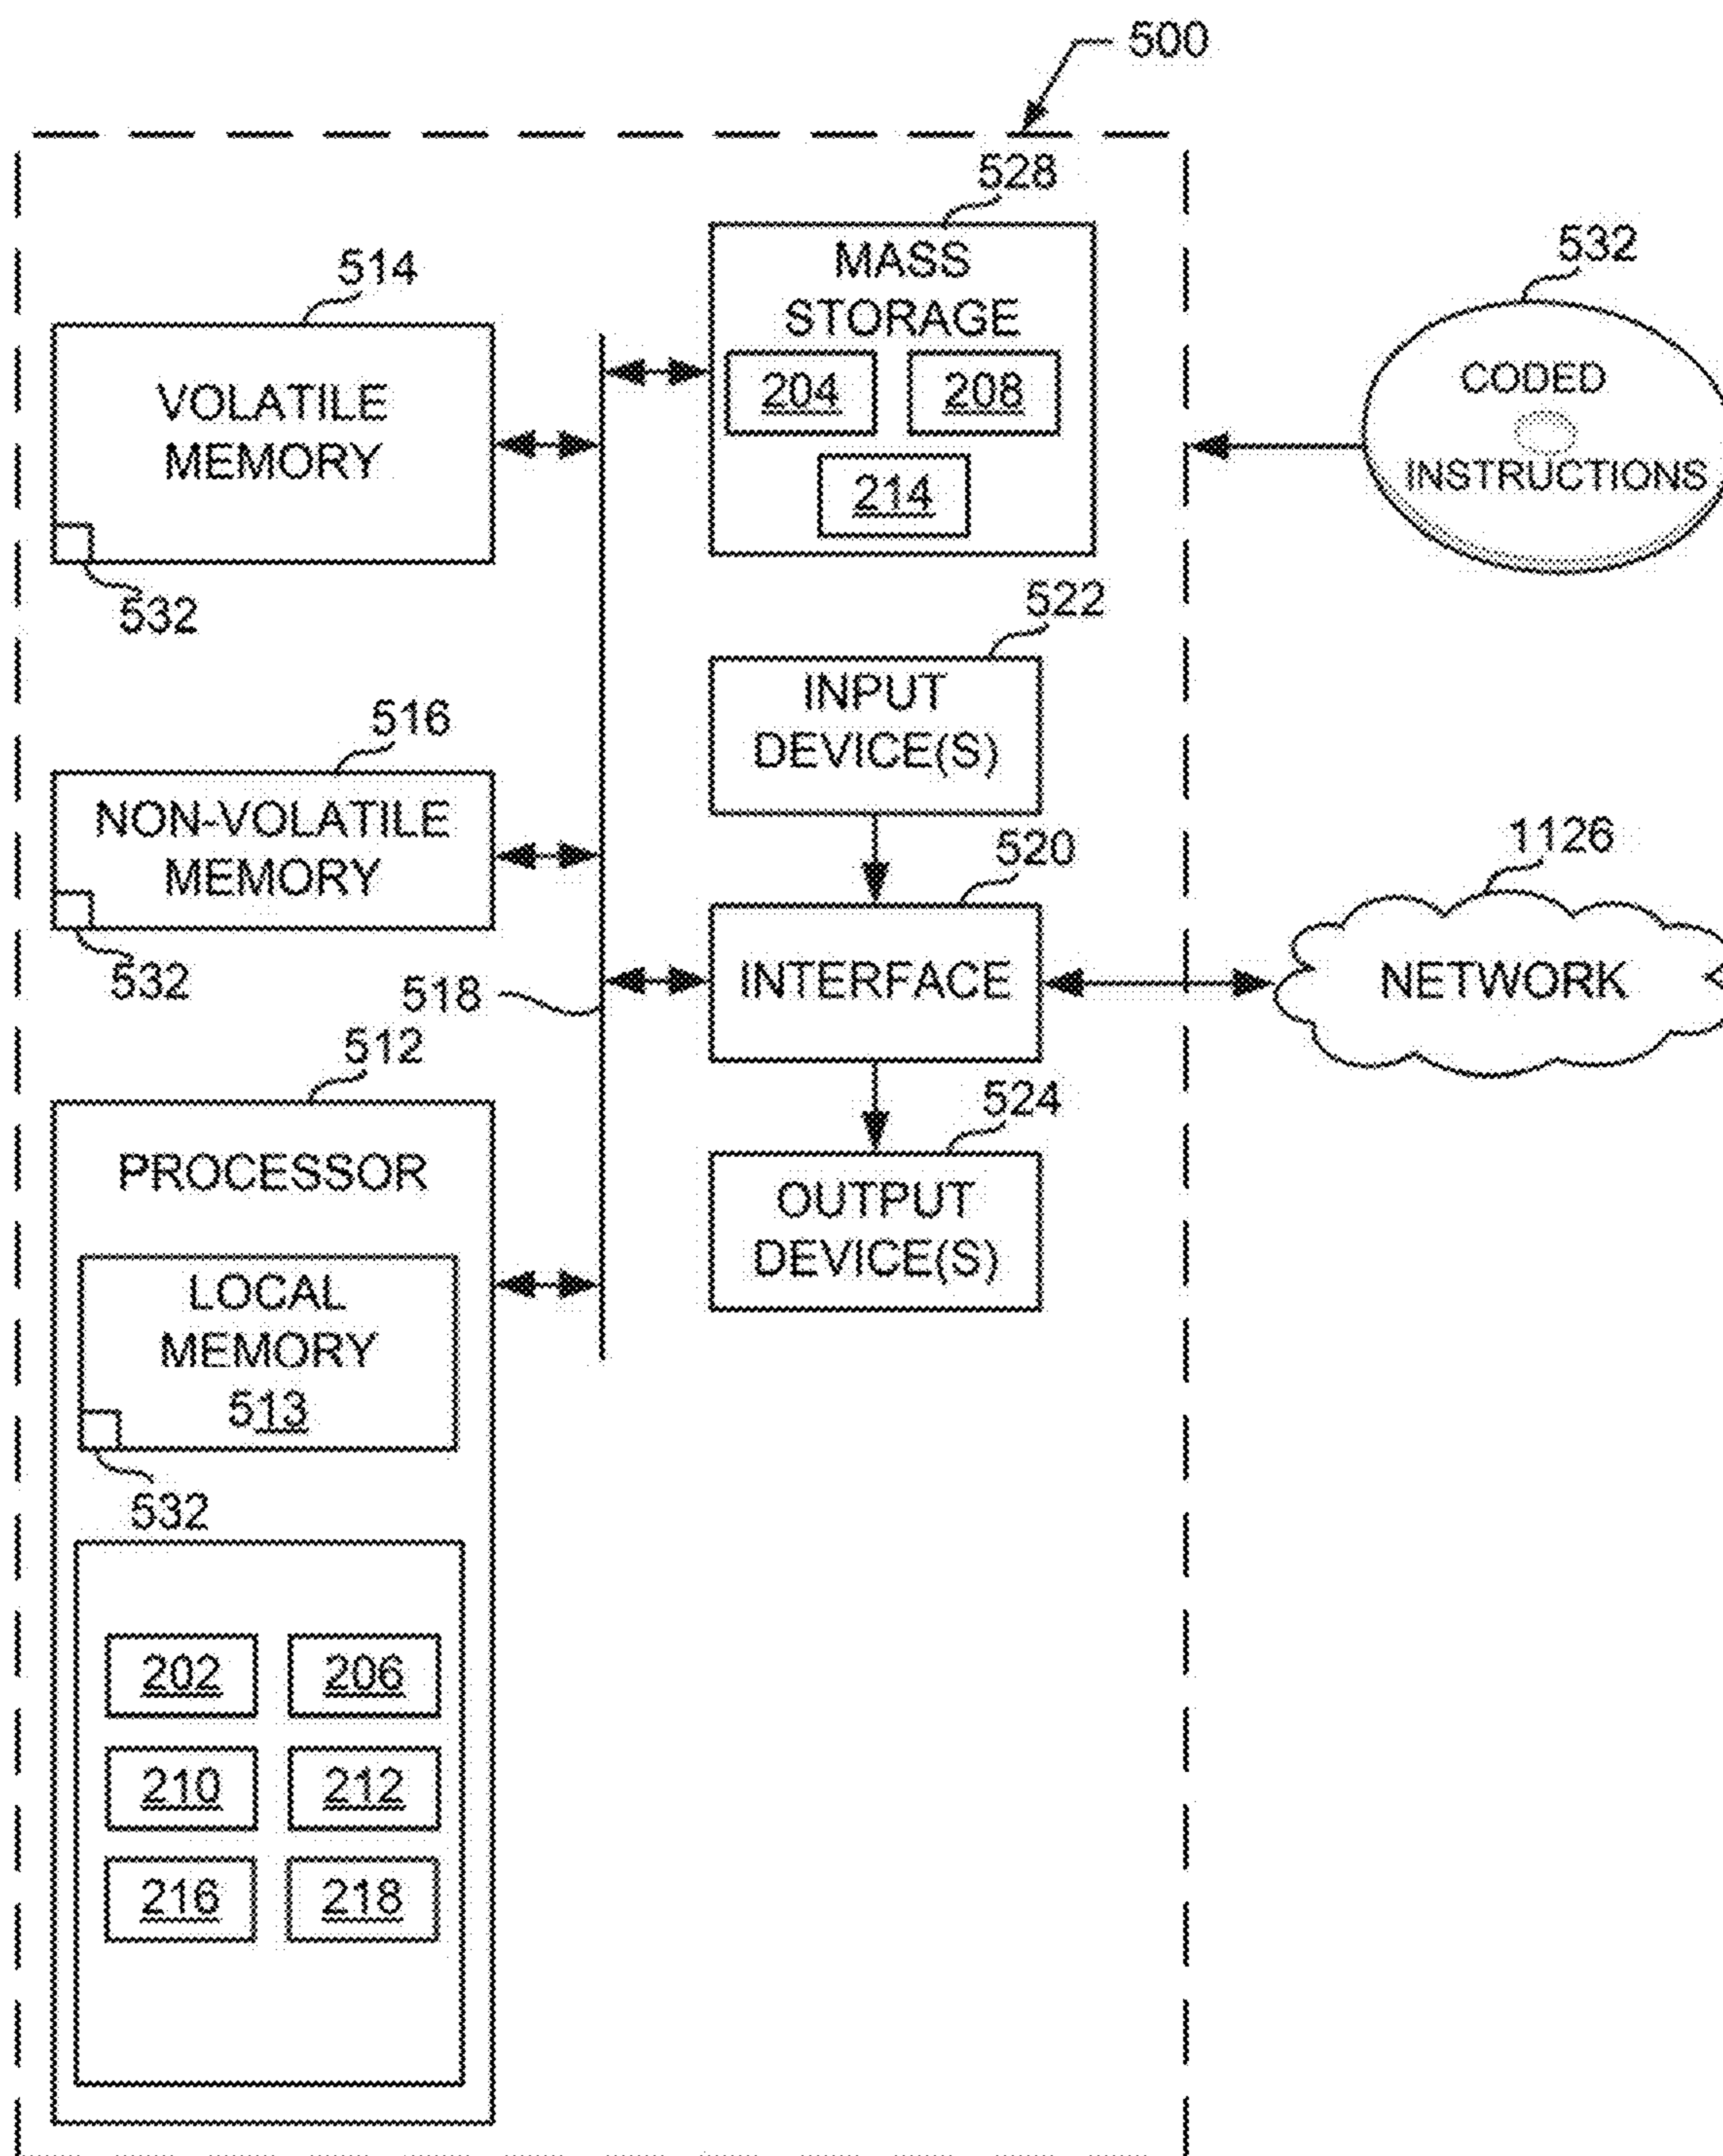 500
528
MASS
STORAGE
204
208
214
514
VOLATILE
MEMORY
532
532
CODED
INSTRUCTIONS
522
INPUT
DEVICE(S)
516
NON-VOLATILE
MEMORY
532
520
INTERFACE
1126
NETWORK
518
512
PROCESSOR
LOCAL
MEMORY
513
532
524
OUTPUT
DEVICE(S)
202
206
210
212
216
218